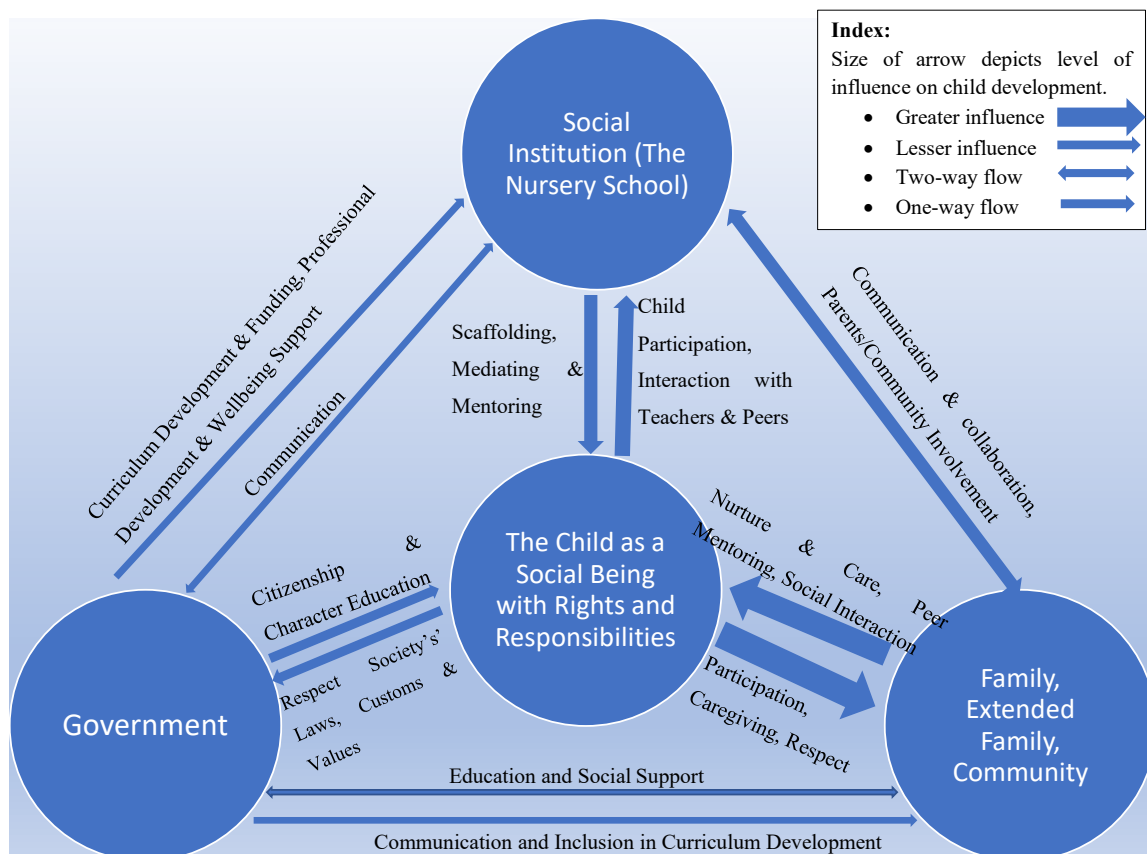 Index:
Size of arrow depicts level of
influence on child development.
• Greater influence
• Lesser influence
• Two-way flow
• One-way flow
Social
Institution (The
Nursery School)
Curriculum Development & Funding, Professional
Development & Wellbeing Support
Communication
Scaffolding,
Mediating &
Mentoring
Child
Participation,
Interaction with
Teachers & Peers
Communication & collaboration,
Parents/Community Involvement
The Child as a
Social Being
with Rights and
Responsibilities
Citizenship &
Character Education
Respect Society's'
Laws, Customs &
Values
Nurture & Care, Peer
Mentoring, Social Interaction
Participation,
Caregiving, Respect
Government
Family,
Extended
Family,
Community
Education and Social Support
Communication and Inclusion in Curriculum Development